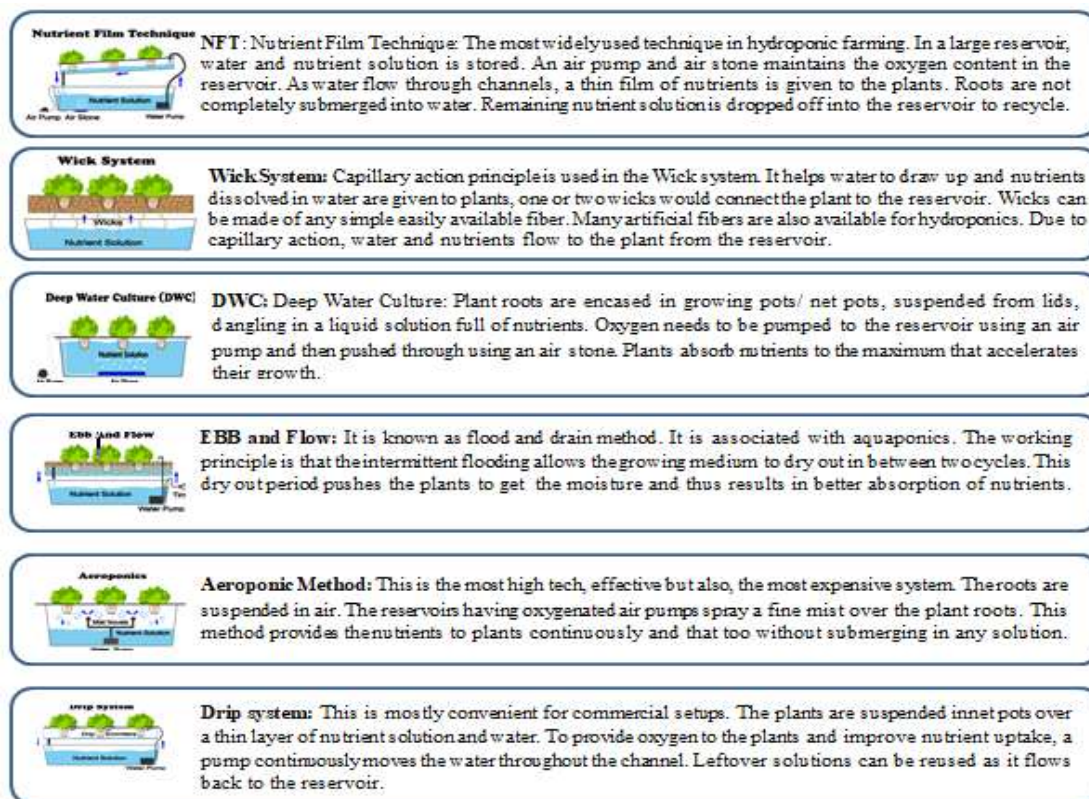 Nutrient Film Technique
Nutrient Solution
Air Pump Air Stone Water Pump
NFT: Nutrient Film Technique: The most widely used technique in hydroponic farming. In a large reservoir,
water and nutrient solution is stored. An air pump and air stone maintains the oxygen content in the
reservoir. As water flow through channels, a thin film of nutrients is given to the plants. Roots are not
completely submerged into water. Remaining nutrient solution is dropped off into the reservoir to recycle.
Wick System
Wicks
Nutrient Solution
Wick System: Capillary action principle is used in the Wick system. It helps water to draw up and nutrients
dissolved in water are given to plants, one or two wicks would connect the plant to the reservoir. Wicks can
be made of any simple easily available fiber. Many artificial fibers are also available for hydroponics. Due to
capillary action, water and nutrients flow to the plant from the reservoir.
Deep Water Culture (DWC)
Nutrient Solution
DWC: Deep Water Culture: Plant roots are encased in growing pots/ net pots, suspended from lids,
dangling in a liquid solution full of nutrients. Oxygen needs to be pumped to the reservoir using an air
pump and then pushed through using an air stone. Plants absorb nutrients to the maximum that accelerates
their growth.
Ebb And Flow
Nutrient Solution
Water Pump
EBB and Flow: It is known as flood and drain method. It is associated with aquaponics. The working
principle is that the intermittent flooding allows the growing medium to dry out in between two cycles. This
dry out period pushes the plants to get the moisture and thus results in better absorption of nutrients.
Aeroponics
Nutrient Solution
Aeroponic Method: This is the most high tech, effective but also, the most expensive system. The roots are
suspended in air. The reservoirs having oxygenated air pumps spray a fine mist over the plant roots. This
method provides the nutrients to plants continuously and that too without submerging in any solution.
Drip System
Nutrient Solution
Water Pump
Drip system: This is mostly convenient for commercial setups. The plants are suspended innet pots over
a thin layer of nutrient solution and water. To provide oxygen to the plants and improve nutrient uptake, a
pump continuously moves the water throughout the channel. Leftover solutions can be reused as it flows
back to the reservoir.